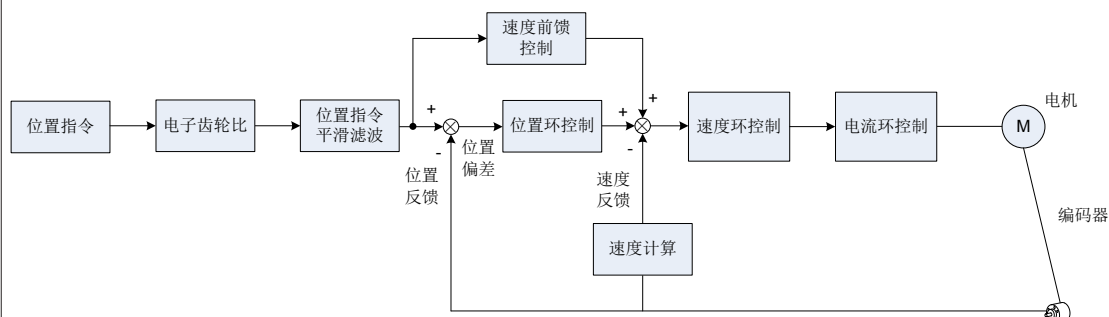 速度前馈
控制
位置指令
电子齿轮比
位置指令
平滑滤波
+
-
位置
反馈
位置
偏差
位置环控制
+
+
-
速度
反馈
速度计算
速度环控制
电流环控制
电机
M
编码器